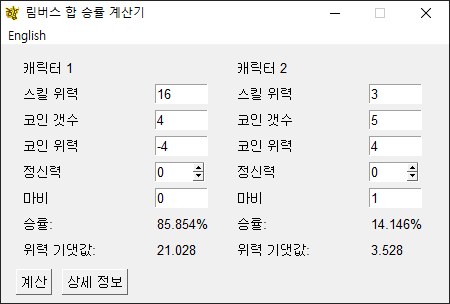 림버스 합 승률 계산기
English
캐릭터 1 캐릭터 2
스킬 위력 16 스킬 위력 3
코인 갯수 4 코인 갯수 5
코인 위력 -4 코인 위력 4
정신력 0 정신력 0
마비 0 마비 1
승률: 85.854% 승률: 14.146%
위력 기댓값: 21.028 위력 기댓값: 3.528
계산 상세 정보